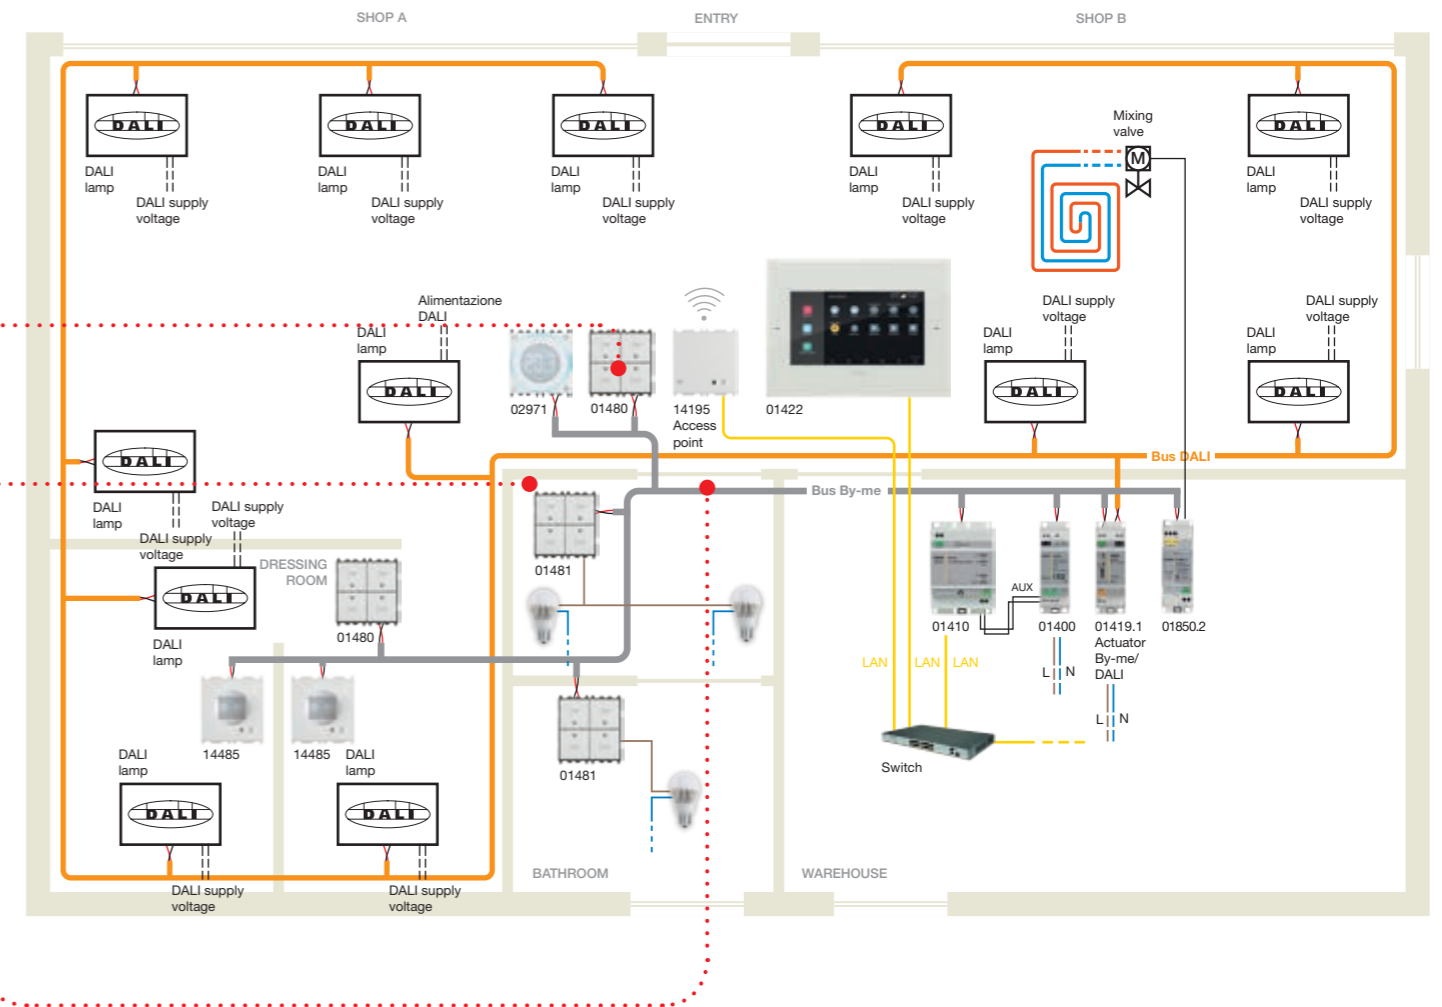 SHOP A
ENTRY
SHOP B
DALI
DALI
DALI
DALI
DALI
DALI
lamp
DALI supply
voltage
DALI
lamp
DALI supply
voltage
DALI
lamp
DALI supply
voltage
DALI
lamp
DALI supply
voltage
Mixing
valve
M
DALI
lamp
DALI supply
voltage
Alimentazione
DALI
DALI
lamp
DALI
02971
01480
14195
Access
point
01422
DALI supply
voltage
DALI
lamp
DALI
DALI supply
voltage
DALI
lamp
DALI
Bus DALI
DALI
DALI
lamp
DALI supply
voltage
DALI supply
voltage
Bus By-me
DRESSING
ROOM
DALI
DALI
lamp
01480
01481
AUX
01410
01400
01419.1
Actuator
By-me/
DALI
01850.2
L
N
L
N
LAN
LAN
LAN
Switch
14485
14485
DALI
lamp
DALI
DALI supply
voltage
DALI
lamp
DALI
DALI supply
voltage
01481
BATHROOM
WAREHOUSE